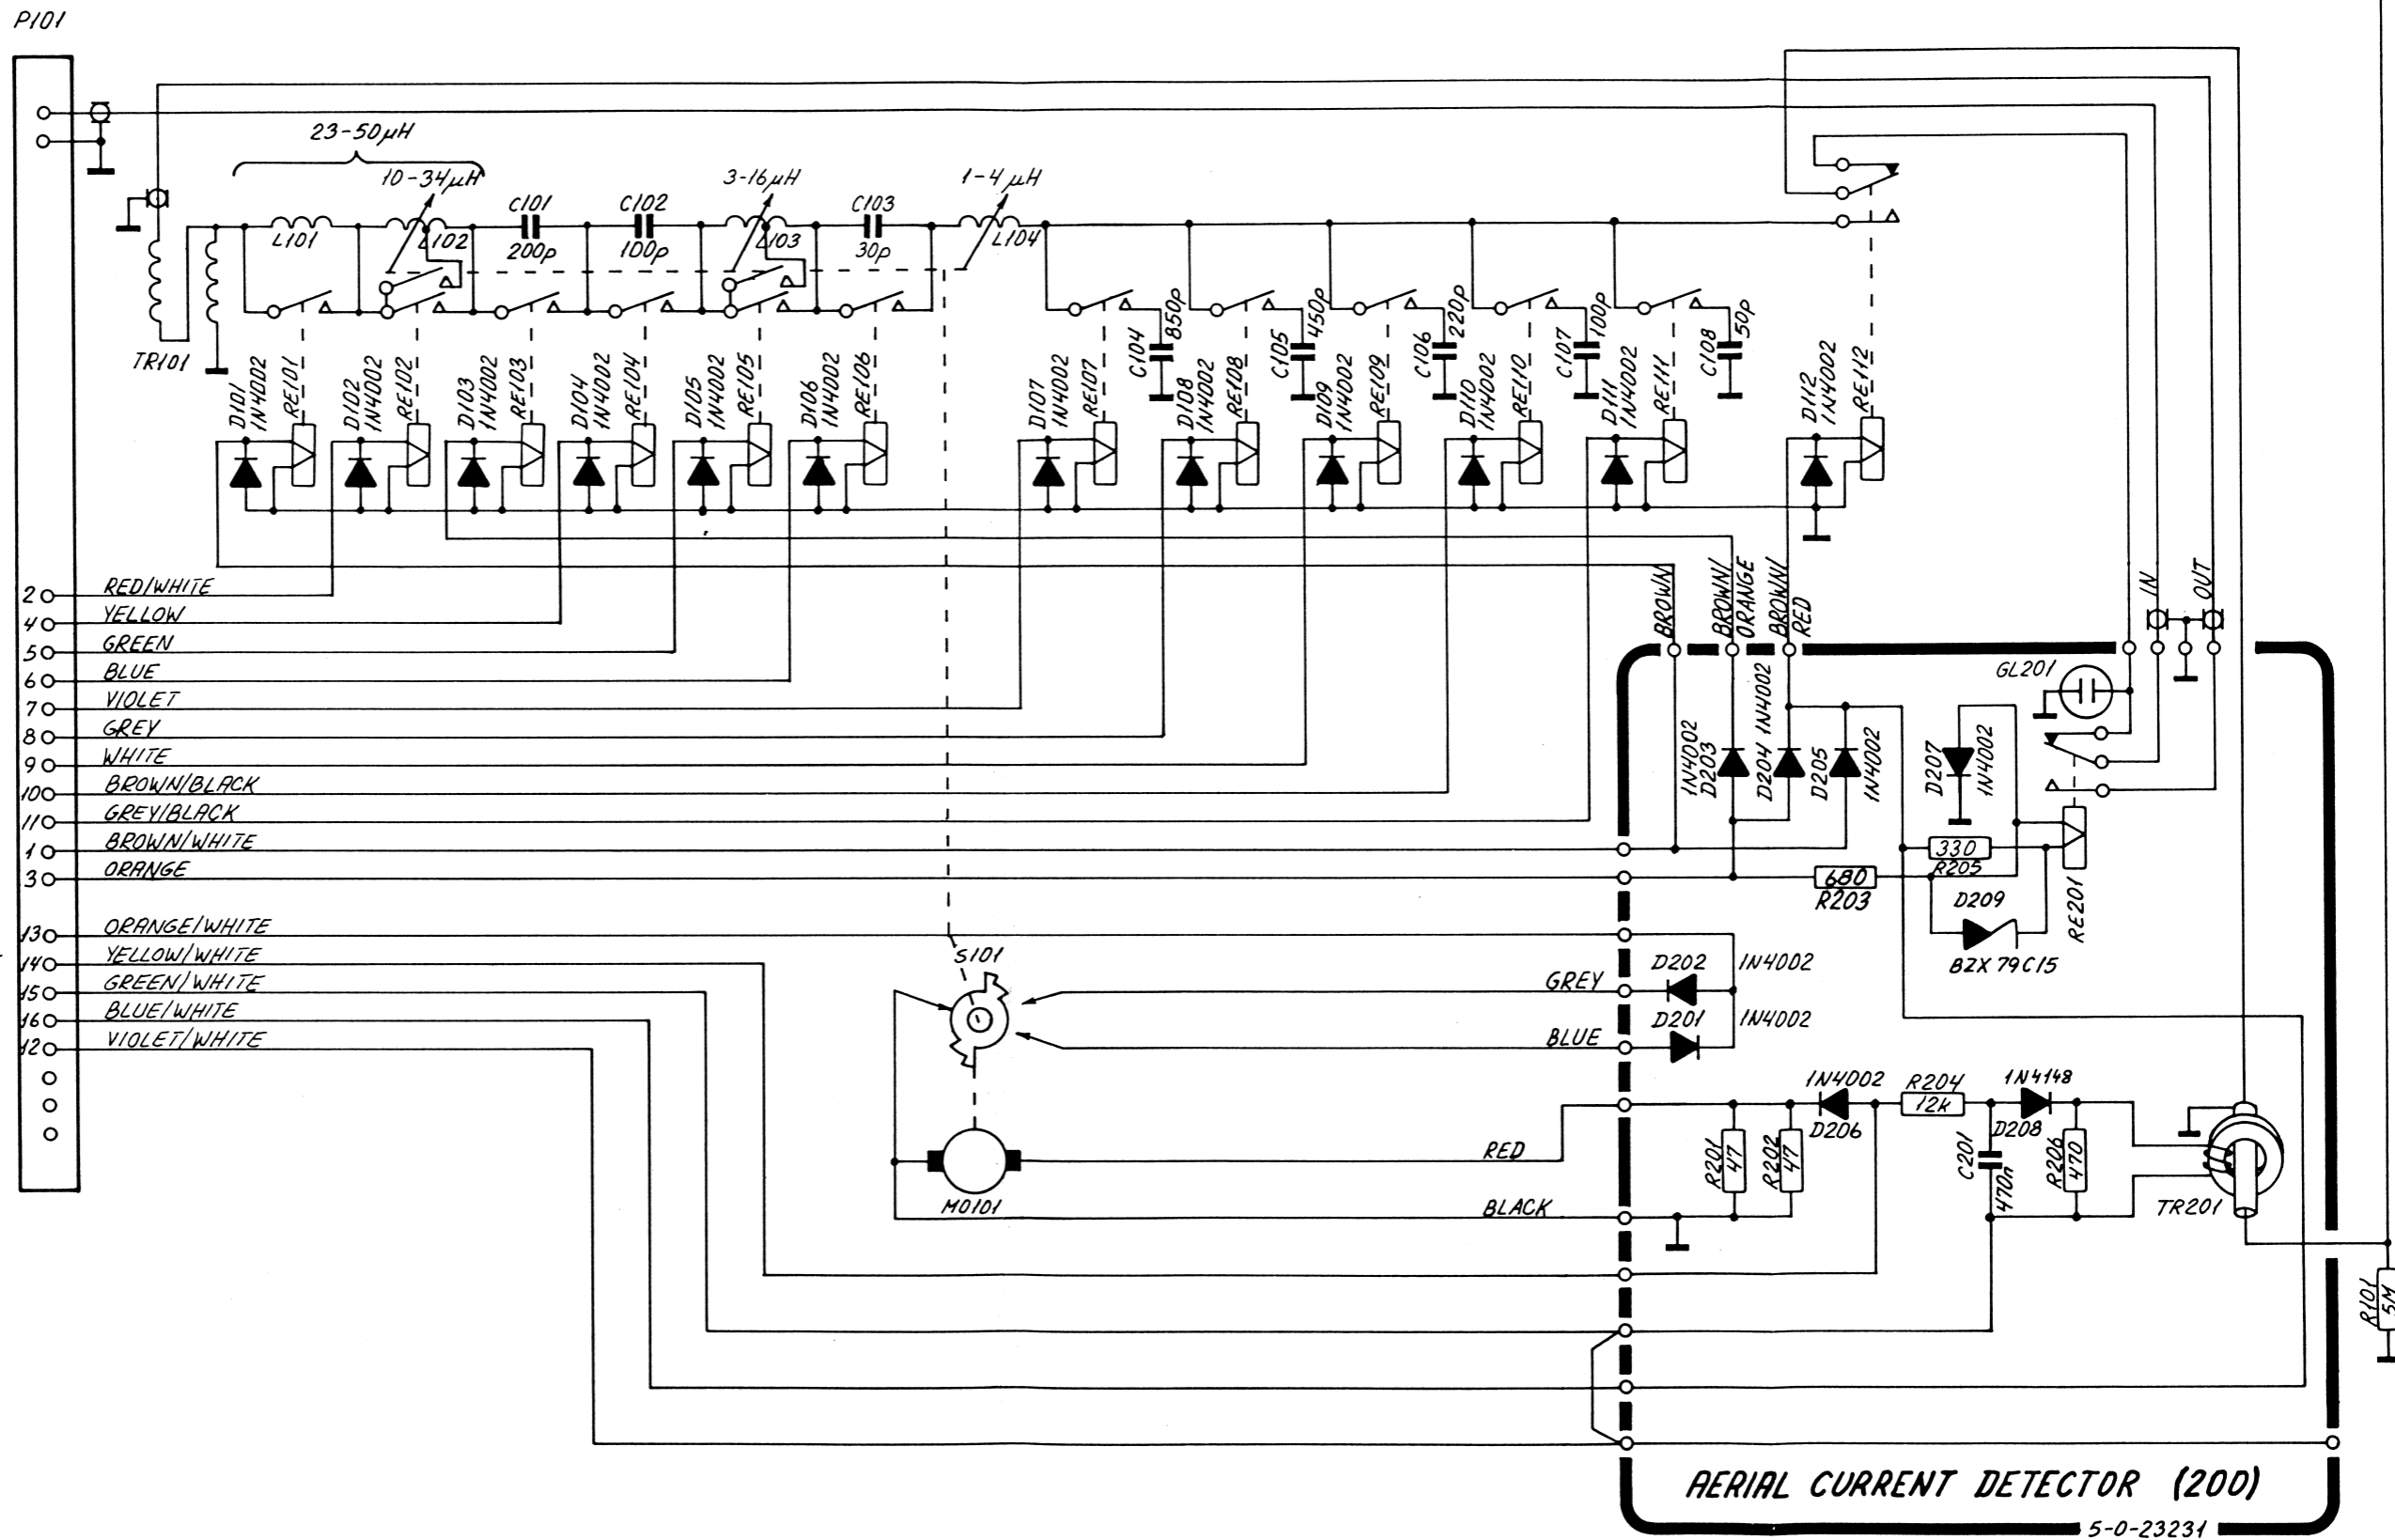 P101
23-50μH
10-34μH
3-16μH
1-4μH
L101
L102
C101
200p
C102
100p
L103
C103
30p
L104
TR101
C104 850p
C105 450p
C106 220p
C107 100p
C108 50p
D101 1N4002 RE101
D102 1N4002 RE102
D103 1N4002 RE103
D104 1N4002 RE104
D105 1N4002 RE105
D106 1N4002 RE106
D107 1N4002 RE107
D108 1N4002 RE108
D109 1N4002 RE109
D110 1N4002 RE110
D111 1N4002 RE111
D112 1N4002 RE112
2 RED/WHITE
4 YELLOW
5 GREEN
6 BLUE
7 VIOLET
8 GREY
9 WHITE
10 BROWN/BLACK
11 GREY/BLACK
1 BROWN/WHITE
3 ORANGE
13 ORANGE/WHITE
14 YELLOW/WHITE
15 GREEN/WHITE
16 BLUE/WHITE
12 VIOLET/WHITE
BROWN
BROWN/
ORANGE
BROWN/
RED
IN
OUT
GL201
1N4002
D203
D204 1N4002
D205
1N4002
D207
1N4002
330
R205
680
R203
D209
BZX79C15
RE201
S101
GREY
D202 1N4002
BLUE
D201 1N4002
M0101
RED
BLACK
R201
47
R202
47
1N4002
D206
R204
12k
1N4148
D208
C201
470n
R206
470
TR201
R101
5M
AERIAL CURRENT DETECTOR (200)
5-0-23231